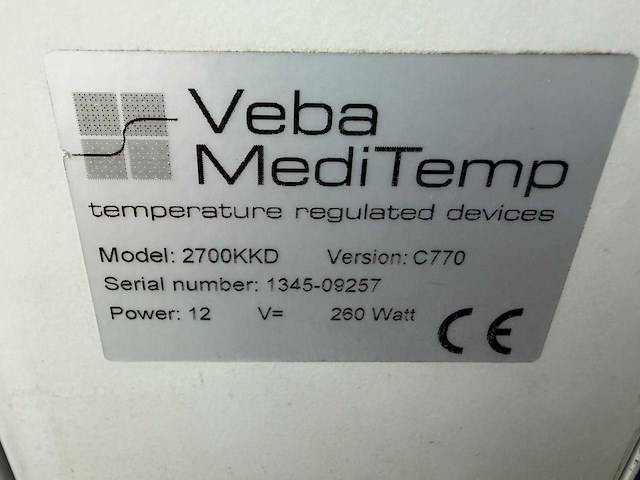 Veba
MediTemp
temperature regulated devices
Model: 2700KKD Version: C770
Serial number: 1345-09257
Power: 12 V= 260 Watt
CE